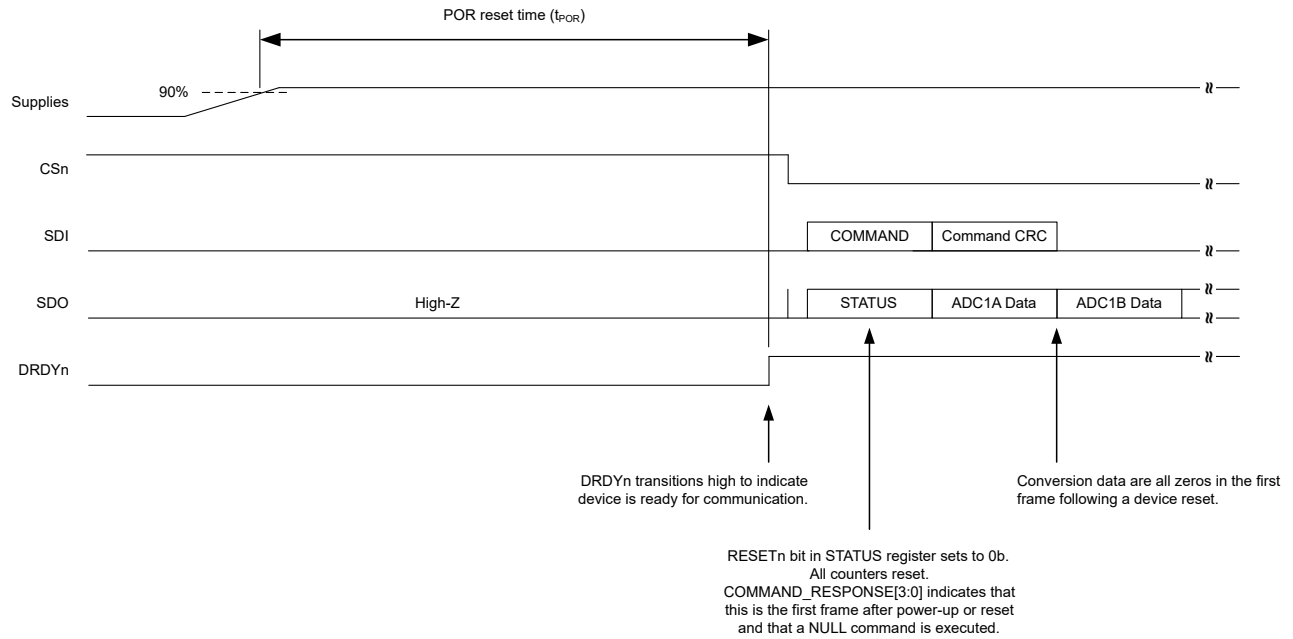 POR reset time (tPOR)
90%
Supplies
CSn
SDI
COMMAND
Command CRC
SDO
High-Z
STATUS
ADC1A Data
ADC1B Data
DRDYn
DRDYn transitions high to indicate
device is ready for communication.
Conversion data are all zeros in the first
frame following a device reset.
RESETn bit in STATUS register sets to 0b.
All counters reset.
COMMAND_RESPONSE[3:0] indicates that
this is the first frame after power-up or reset
and that a NULL command is executed.